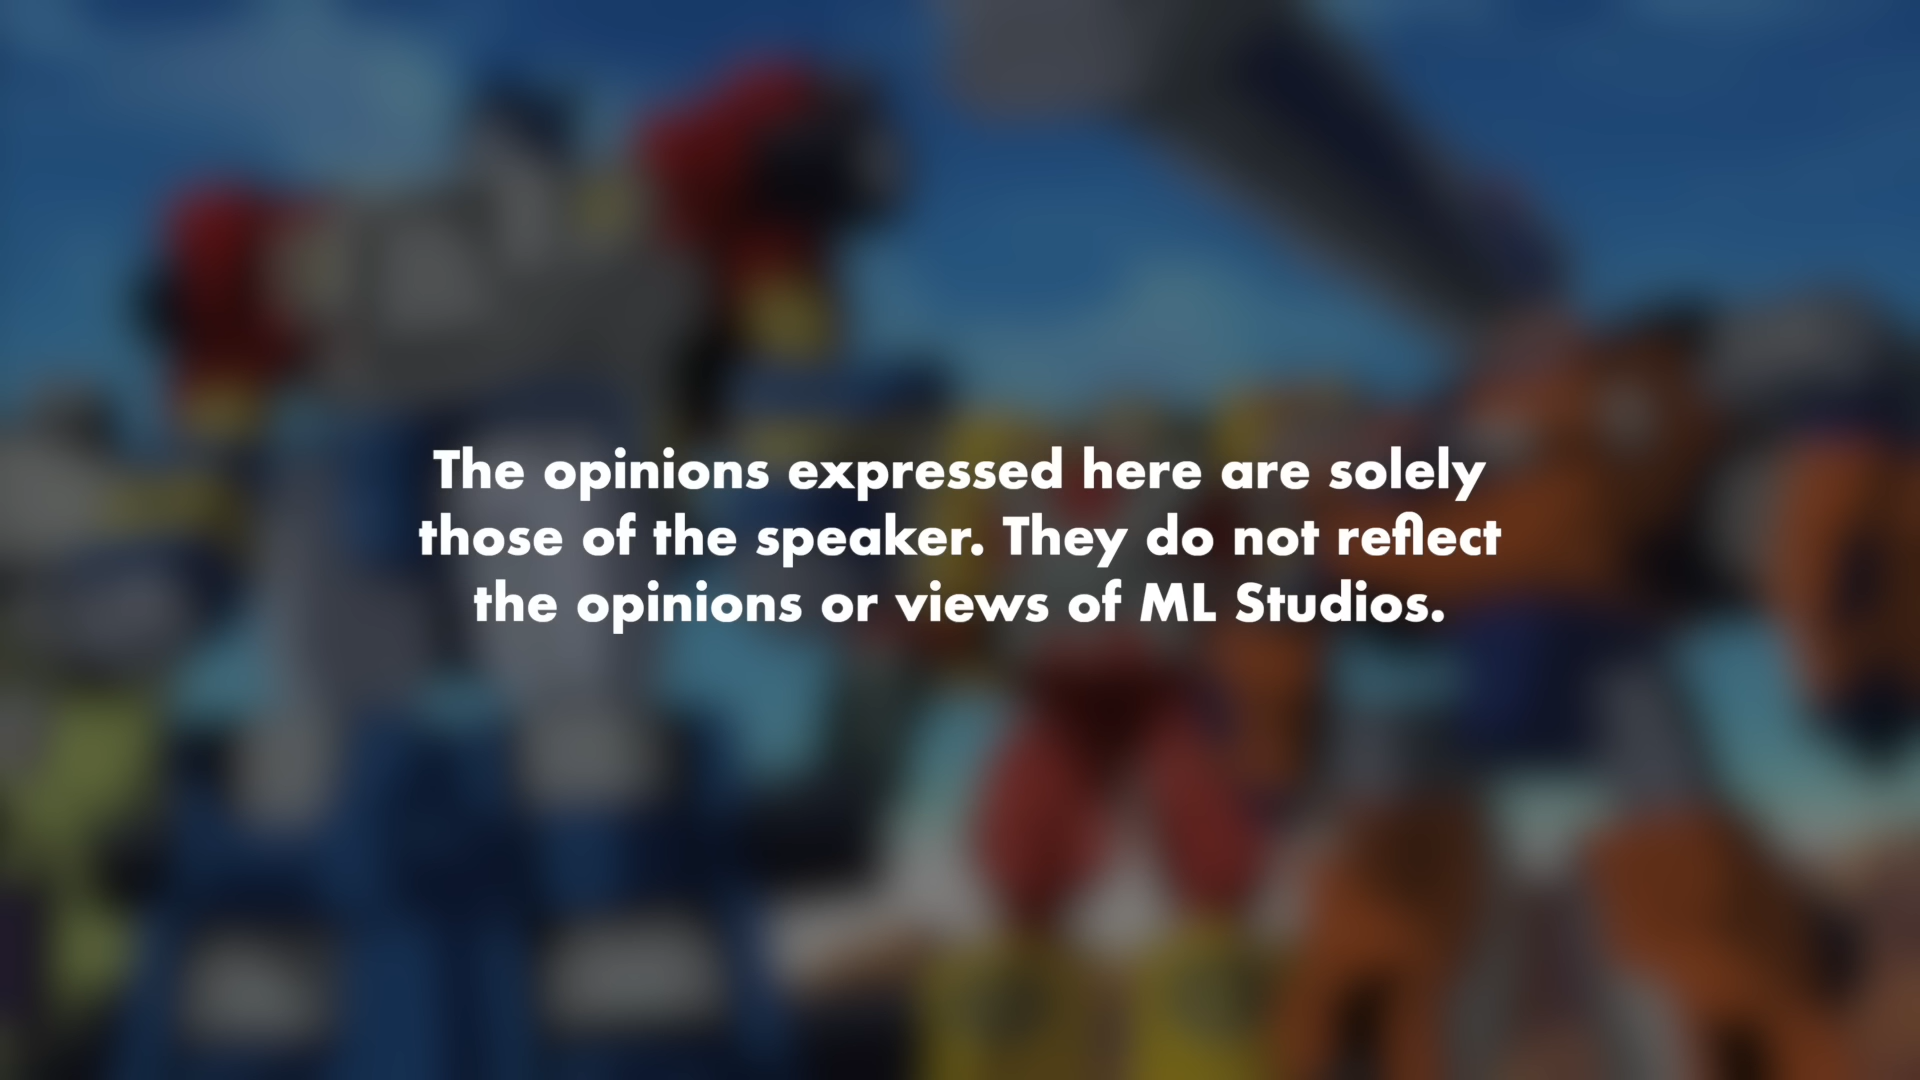 The opinions expressed here are solely
those of the speaker. They do not reflect
the opinions or views of ML Studios.